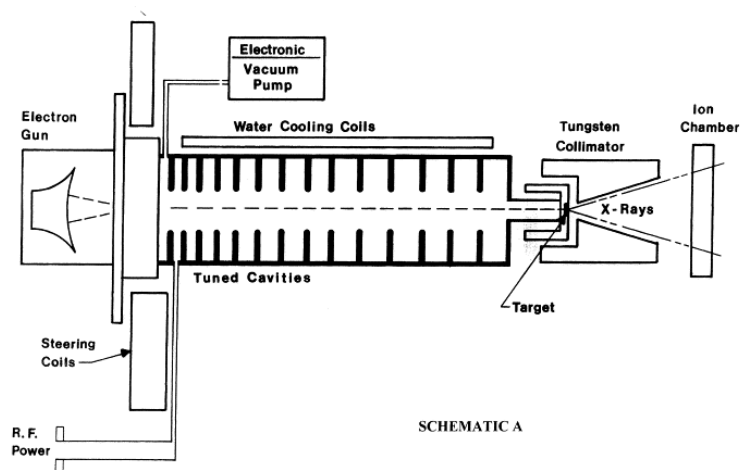 Electronic
Vacuum
Pump
Electron
Gun
Water Cooling Coils
Tungsten
Collimator
Ion
Chamber
X-Rays
Tuned Cavities
Target
Steering
Coils
R.F.
Power
SCHEMATIC A